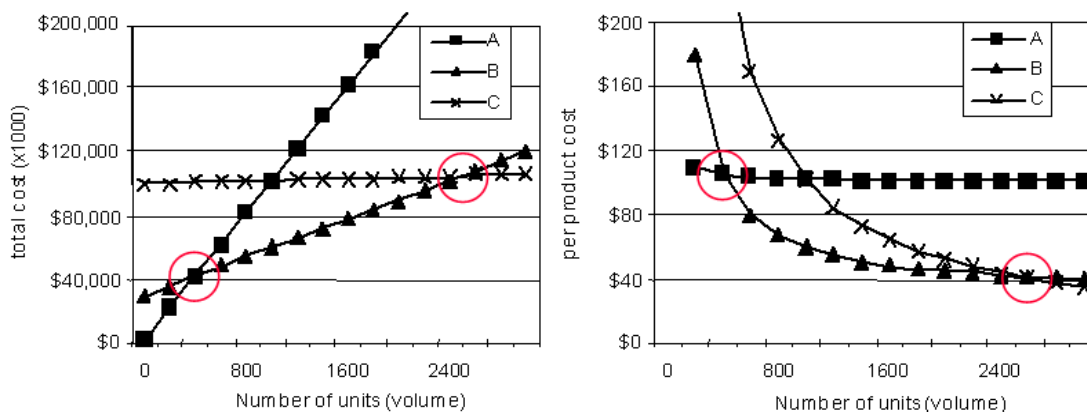 $200,000
$160,000
$120,000
$80,000
$40,000
$0
total cost (x1000)
A
B
C
0 800 1600 2400
Number of units (volume)
$200
$160
$120
$80
$40
$0
per product cost
A
B
C
0 800 1600 2400
Number of units (volume)